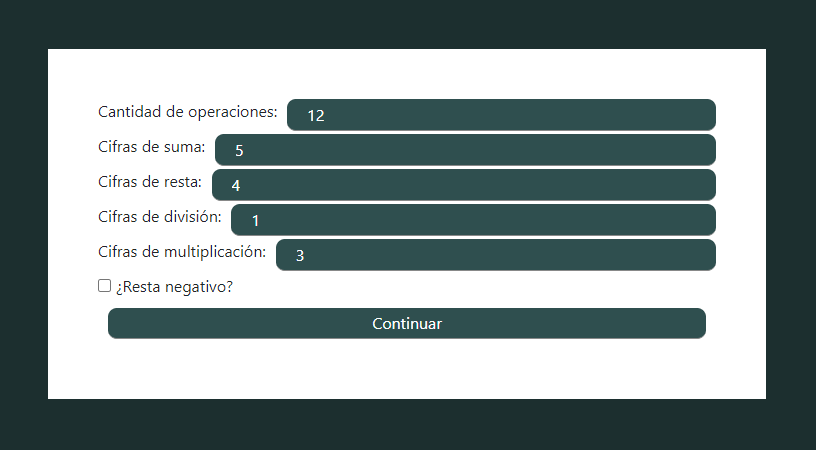 Cantidad de operaciones: 12
Cifras de suma: 5
Cifras de resta: 4
Cifras de división: 1
Cifras de multiplicación: 3
¿Resta negativo?
Continuar